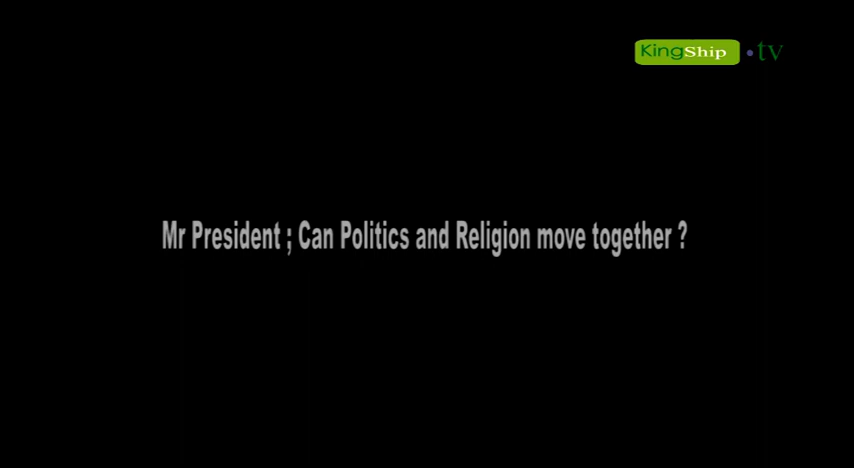 KingShip .tv
Mr President ; Can Politics and Religion move together ?